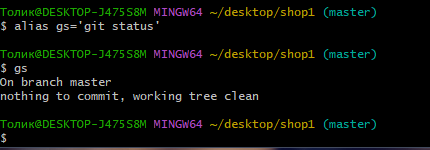 Толик@DESKTOP-J475S8M MINGW64 ~/desktop/shop1 (master)
$ alias gs='git status'
Толик@DESKTOP-J475S8M MINGW64 ~/desktop/shop1 (master)
$ gs
On branch master
nothing to commit, working tree clean
Толик@DESKTOP-J475S8M MINGW64 ~/desktop/shop1 (master)
$